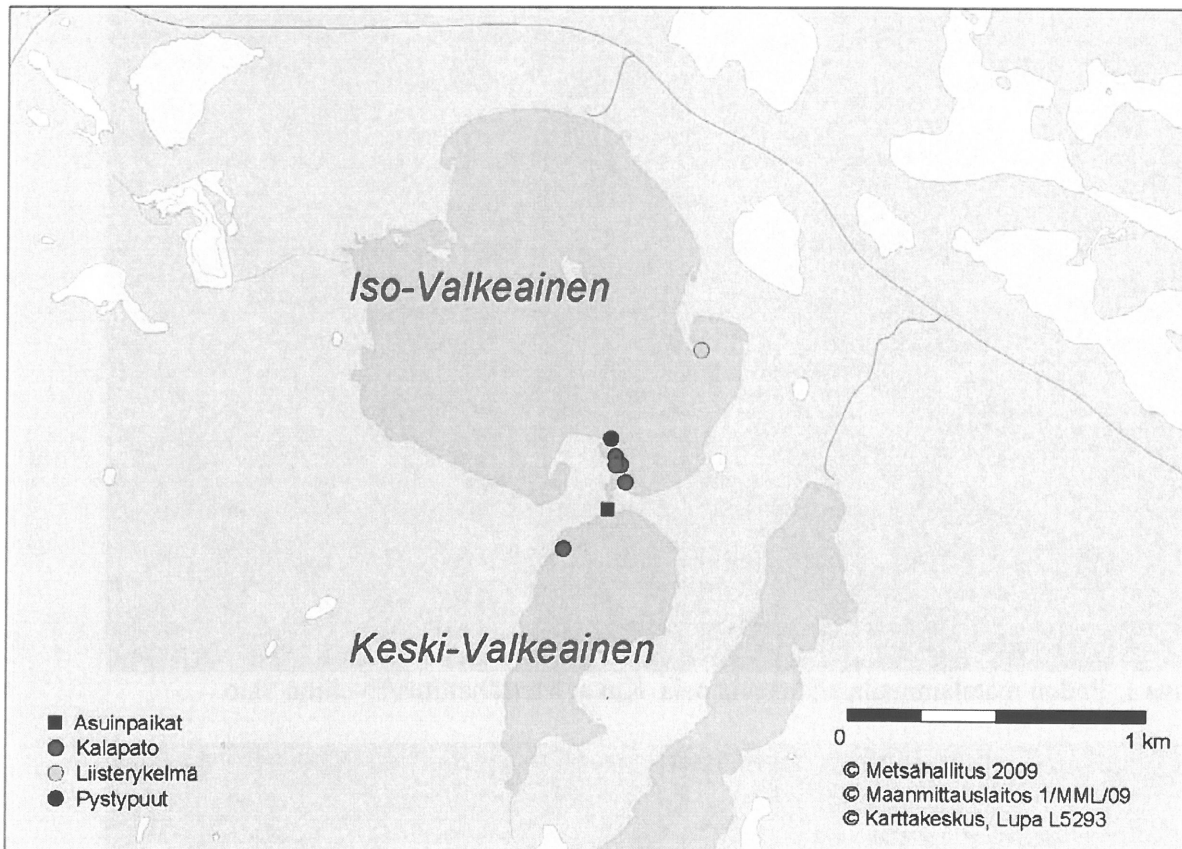 Iso-Valkeainen
Keski-Valkeainen
Asuinpaikat
Kalapato
Liisterykelmä
Pystypuut
0 1 km
© Metsähallitus 2009
© Maanmittauslaitos 1/MML/09
© Karttakeskus, Lupa L5293